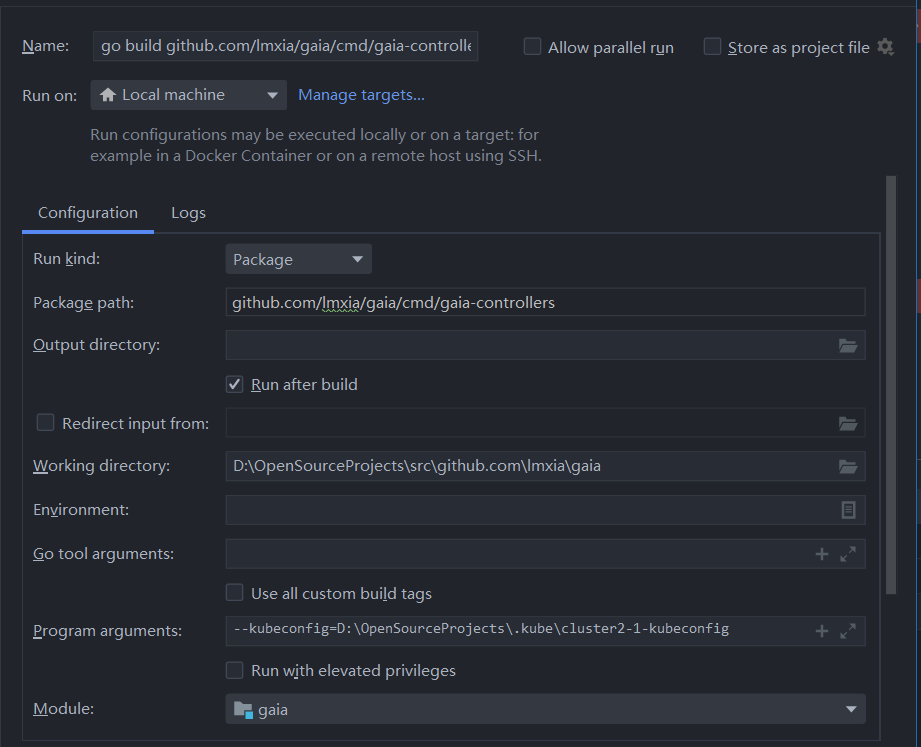 Name: go build github.com/lmxia/gaia/cmd/gaia-controlle Allow parallel run Store as project file
Run on: Local machine Manage targets...
Run configurations may be executed locally or on a target: for
example in a Docker Container or on a remote host using SSH.
Configuration Logs
Run kind: Package
Package path: github.com/lmxia/gaia/cmd/gaia-controllers
Output directory:
Run after build
Redirect input from:
Working directory: D:\OpenSourceProjects\src\github.com\lmxia\gaia
Environment:
Go tool arguments:
Use all custom build tags
Program arguments: --kubeconfig=D:\OpenSourceProjects\.kube\cluster2-1-kubeconfig
Run with elevated privileges
Module: gaia